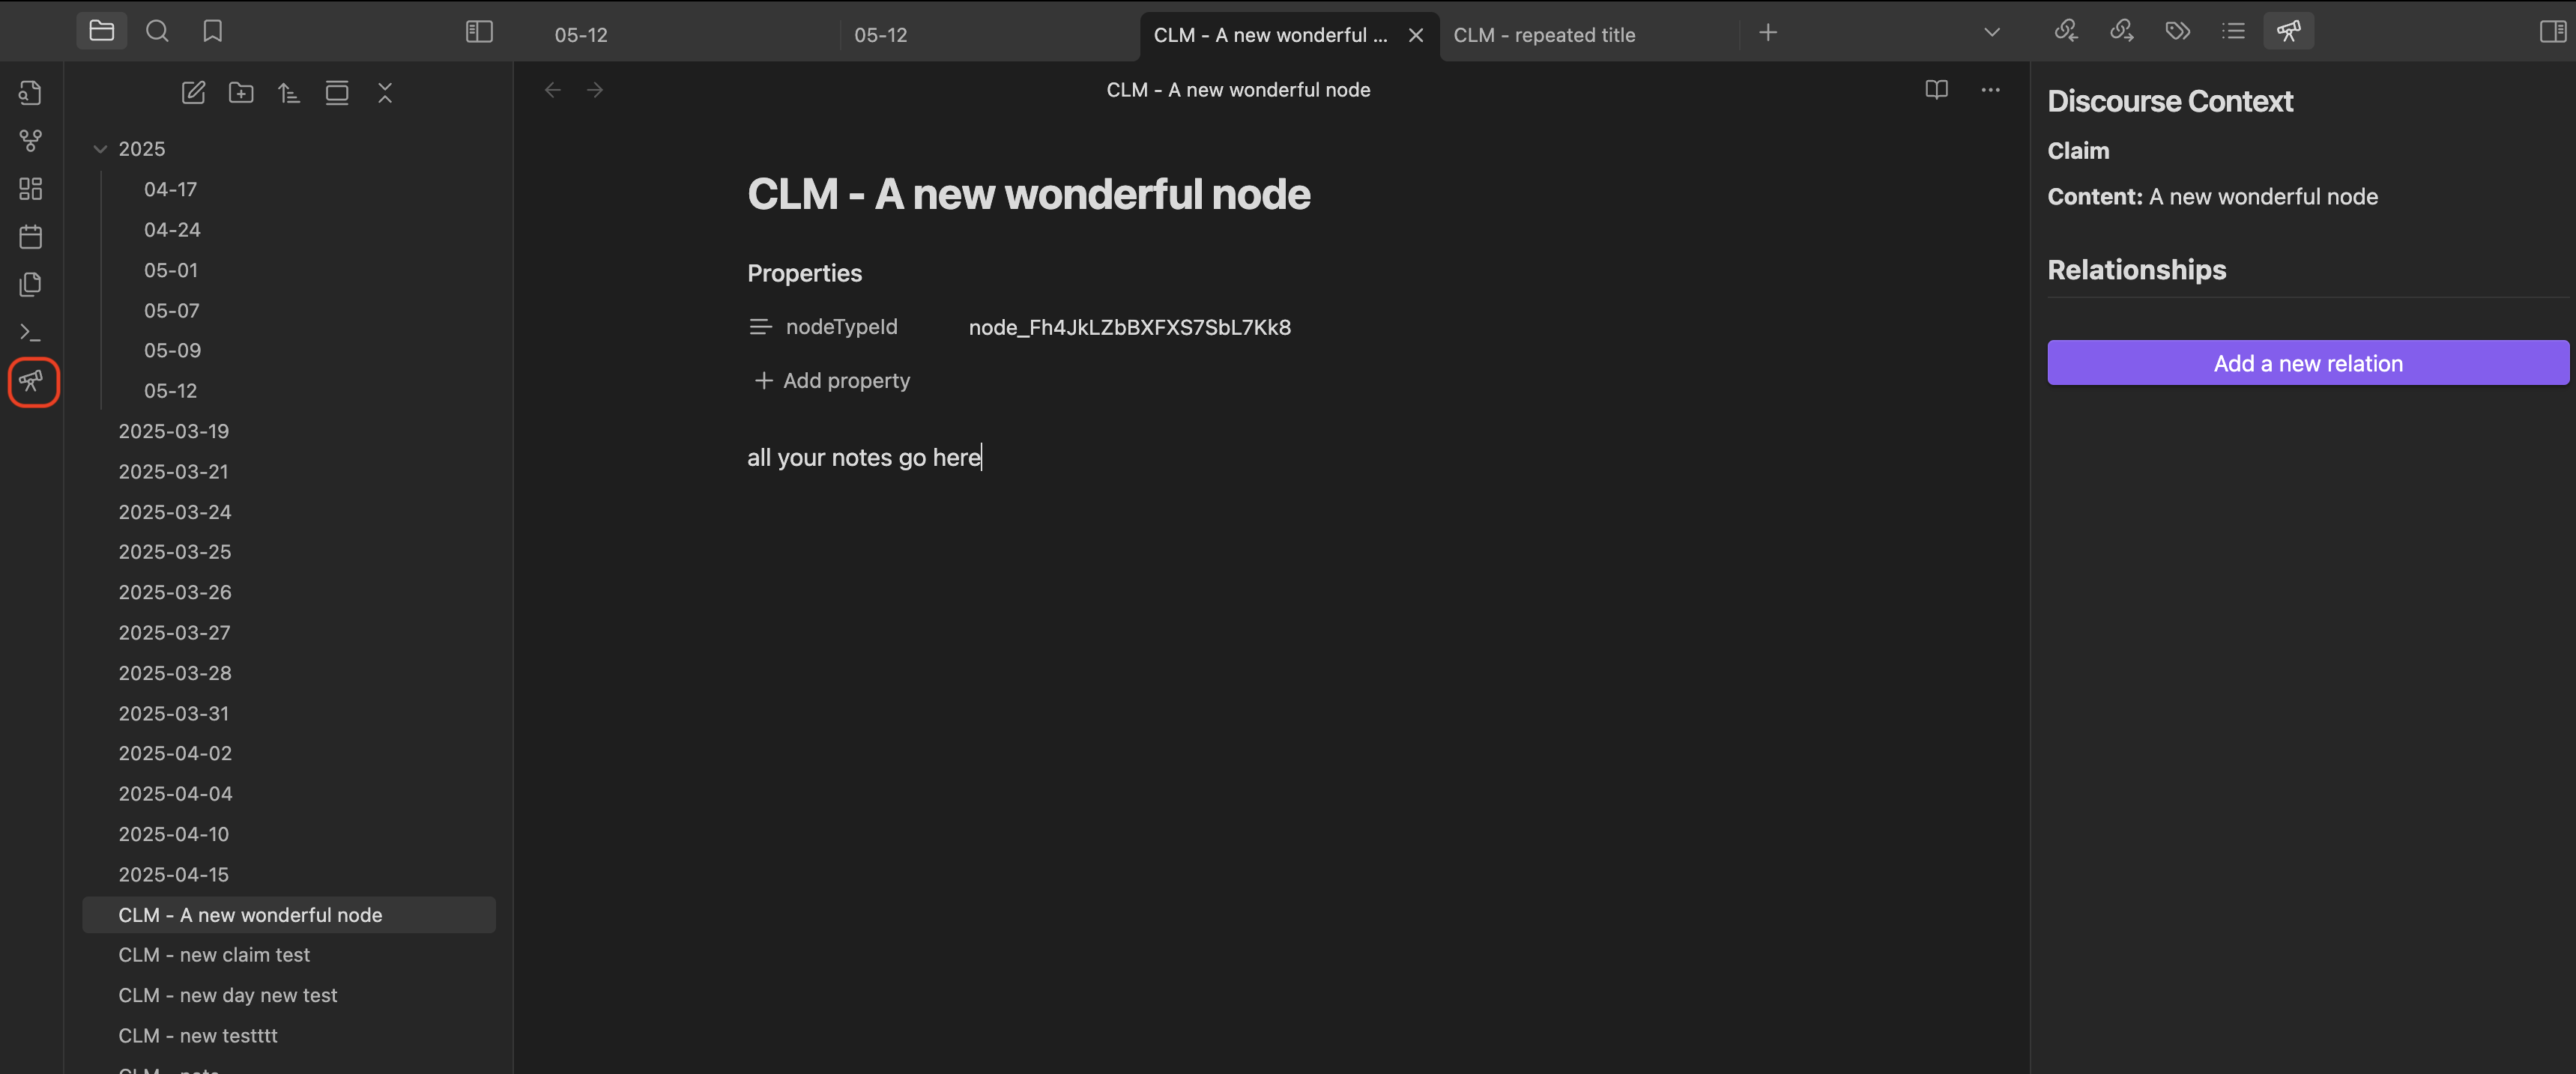 05-12
05-12
CLM - A new wonderful ...
CLM - repeated title
2025
04-17
04-24
05-01
05-07
05-09
05-12
2025-03-19
2025-03-21
2025-03-24
2025-03-25
2025-03-26
2025-03-27
2025-03-28
2025-03-31
2025-04-02
2025-04-04
2025-04-10
2025-04-15
CLM - A new wonderful node
CLM - new claim test
CLM - new day new test
CLM - new testttt
CLM - A new wonderful node
CLM - A new wonderful node
Properties
nodeTypeId node_Fh4JkLZbBXFXS7SbL7Kk8
Add property
all your notes go here
Discourse Context
Claim
Content: A new wonderful node
Relationships
Add a new relation